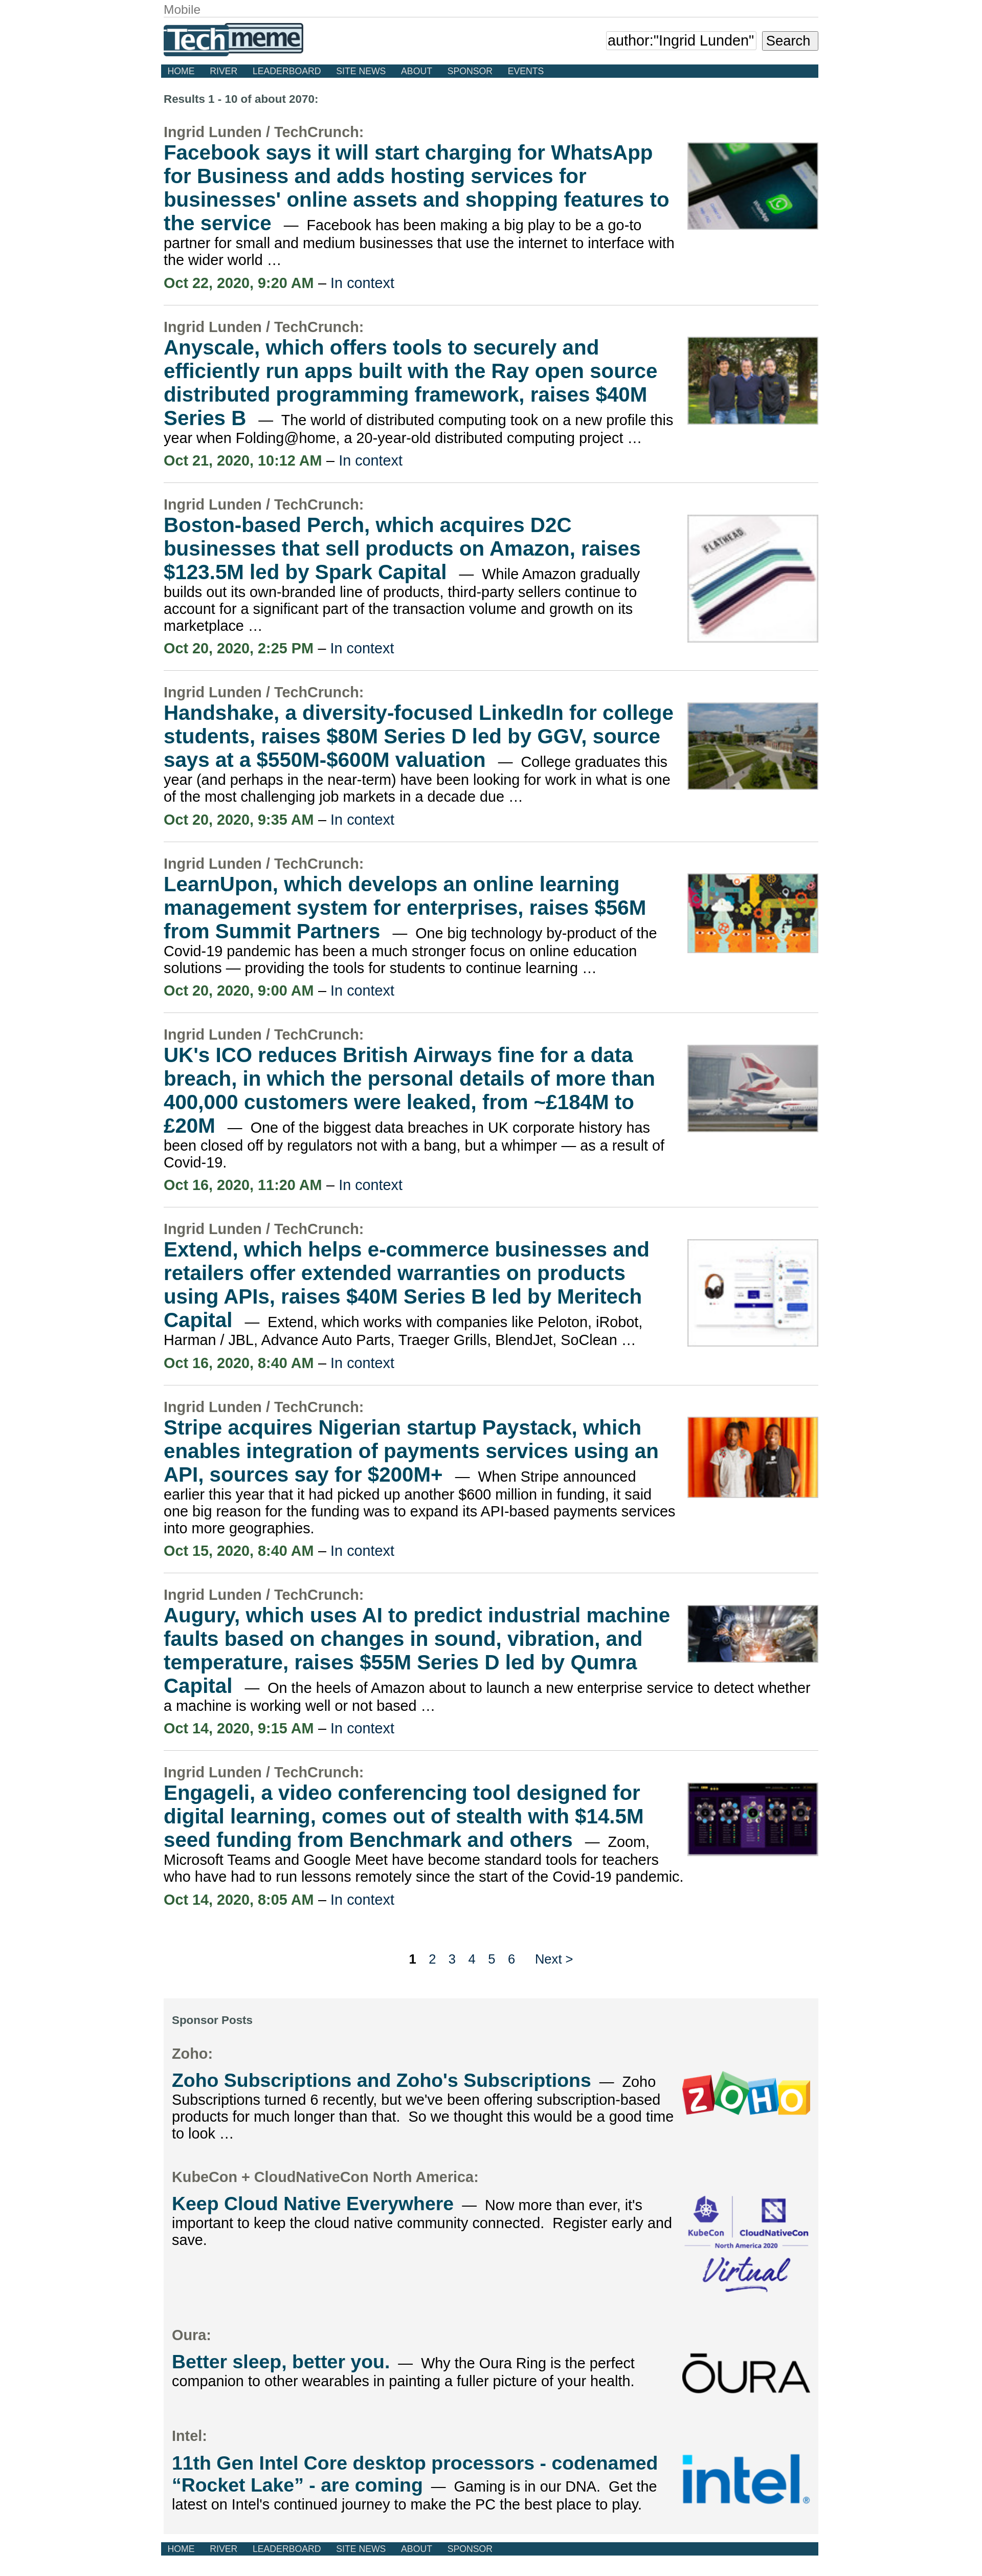 Mobile
Techmeme
author:"Ingrid Lunden"
Search
HOME RIVER LEADERBOARD SITE NEWS ABOUT SPONSOR EVENTS
Results 1 - 10 of about 2070:
Ingrid Lunden / TechCrunch:
Facebook says it will start charging for WhatsApp
for Business and adds hosting services for
businesses' online assets and shopping features to
the service — Facebook has been making a big play to be a go-to
partner for small and medium businesses that use the internet to interface with
the wider world …
Oct 22, 2020, 9:20 AM – In context
Ingrid Lunden / TechCrunch:
Anyscale, which offers tools to securely and
efficiently run apps built with the Ray open source
distributed programming framework, raises $40M
Series B — The world of distributed computing took on a new profile this
year when Folding@home, a 20-year-old distributed computing project …
Oct 21, 2020, 10:12 AM – In context
Ingrid Lunden / TechCrunch:
Boston-based Perch, which acquires D2C
businesses that sell products on Amazon, raises
$123.5M led by Spark Capital — While Amazon gradually
builds out its own-branded line of products, third-party sellers continue to
account for a significant part of the transaction volume and growth on its
marketplace …
FLATHEAD
Oct 20, 2020, 2:25 PM – In context
Ingrid Lunden / TechCrunch:
Handshake, a diversity-focused LinkedIn for college
students, raises $80M Series D led by GGV, source
says at a $550M-$600M valuation — College graduates this
year (and perhaps in the near-term) have been looking for work in what is one
of the most challenging job markets in a decade due …
Oct 20, 2020, 9:35 AM – In context
Ingrid Lunden / TechCrunch:
LearnUpon, which develops an online learning
management system for enterprises, raises $56M
from Summit Partners — One big technology by-product of the
Covid-19 pandemic has been a much stronger focus on online education
solutions — providing the tools for students to continue learning …
Oct 20, 2020, 9:00 AM – In context
Ingrid Lunden / TechCrunch:
UK's ICO reduces British Airways fine for a data
breach, in which the personal details of more than
400,000 customers were leaked, from ~£184M to
£20M — One of the biggest data breaches in UK corporate history has
been closed off by regulators not with a bang, but a whimper — as a result of
Covid-19.
Oct 16, 2020, 11:20 AM – In context
Ingrid Lunden / TechCrunch:
Extend, which helps e-commerce businesses and
retailers offer extended warranties on products
using APIs, raises $40M Series B led by Meritech
Capital — Extend, which works with companies like Peloton, iRobot,
Harman / JBL, Advance Auto Parts, Traeger Grills, BlendJet, SoClean …
Oct 16, 2020, 8:40 AM – In context
Ingrid Lunden / TechCrunch:
Stripe acquires Nigerian startup Paystack, which
enables integration of payments services using an
API, sources say for $200M+ — When Stripe announced
earlier this year that it had picked up another $600 million in funding, it said
one big reason for the funding was to expand its API-based payments services
into more geographies.
Oct 15, 2020, 8:40 AM – In context
Ingrid Lunden / TechCrunch:
Augury, which uses AI to predict industrial machine
faults based on changes in sound, vibration, and
temperature, raises $55M Series D led by Qumra
Capital — On the heels of Amazon about to launch a new enterprise service to detect whether
a machine is working well or not based …
Oct 14, 2020, 9:15 AM – In context
Ingrid Lunden / TechCrunch:
Engageli, a video conferencing tool designed for
digital learning, comes out of stealth with $14.5M
seed funding from Benchmark and others — Zoom,
Microsoft Teams and Google Meet have become standard tools for teachers
who have had to run lessons remotely since the start of the Covid-19 pandemic.
Oct 14, 2020, 8:05 AM – In context
1 2 3 4 5 6 Next >
Sponsor Posts
Zoho:
Zoho Subscriptions and Zoho's Subscriptions — Zoho
Subscriptions turned 6 recently, but we've been offering subscription-based
products for much longer than that. So we thought this would be a good time
to look …
ZOHO
KubeCon + CloudNativeCon North America:
Keep Cloud Native Everywhere — Now more than ever, it's
important to keep the cloud native community connected. Register early and
save.
KubeCon CloudNativeCon
North America 2020
Virtual
Oura:
Better sleep, better you. — Why the Oura Ring is the perfect
companion to other wearables in painting a fuller picture of your health.
ŌURA
Intel:
11th Gen Intel Core desktop processors - codenamed
“Rocket Lake” - are coming — Gaming is in our DNA. Get the
latest on Intel's continued journey to make the PC the best place to play.
intel®
HOME RIVER LEADERBOARD SITE NEWS ABOUT SPONSOR